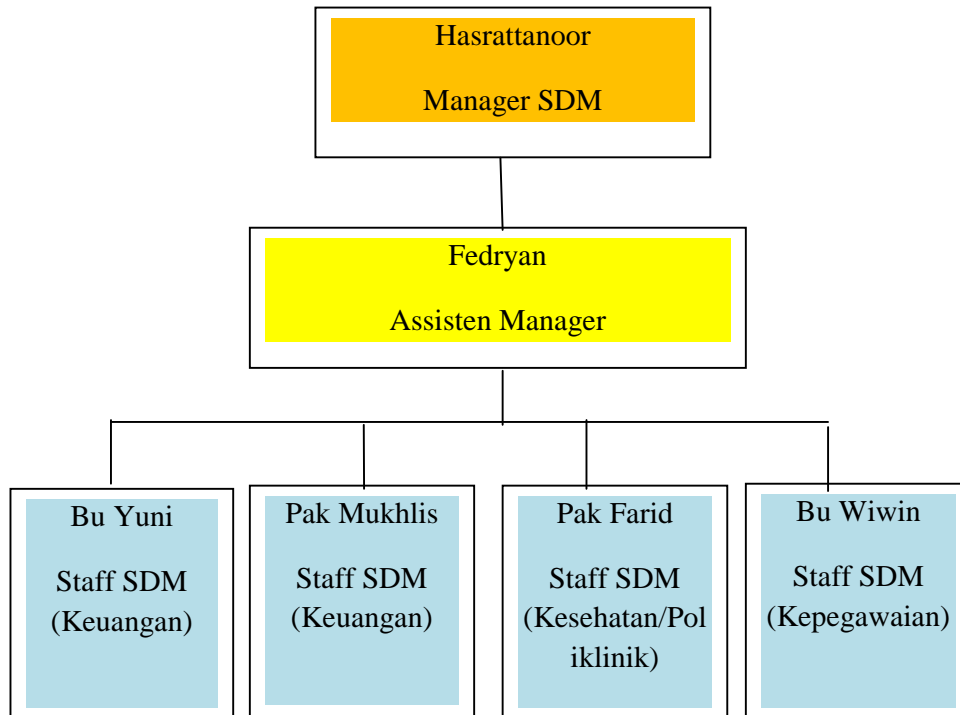 Hasrattanoor
Manager SDM
Fedryan
Assisten Manager
Bu Yuni
Staff SDM
(Keuangan)
Pak Mukhlis
Staff SDM
(Keuangan)
Pak Farid
Staff SDM
(Kesehatan/Pol
iklinik)
Bu Wiwin
Staff SDM
(Kepegawaian)